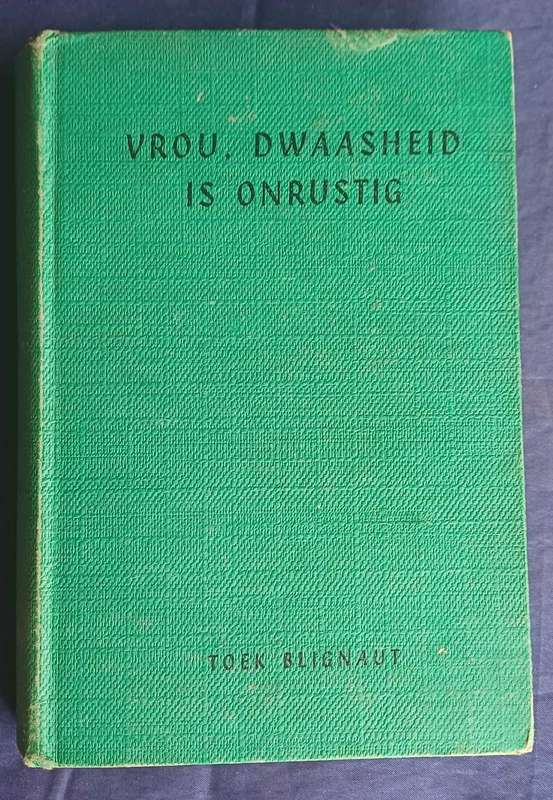 VROU, DWAASHEID
IS ONRUSTIG
TOEK BLIGNAUT